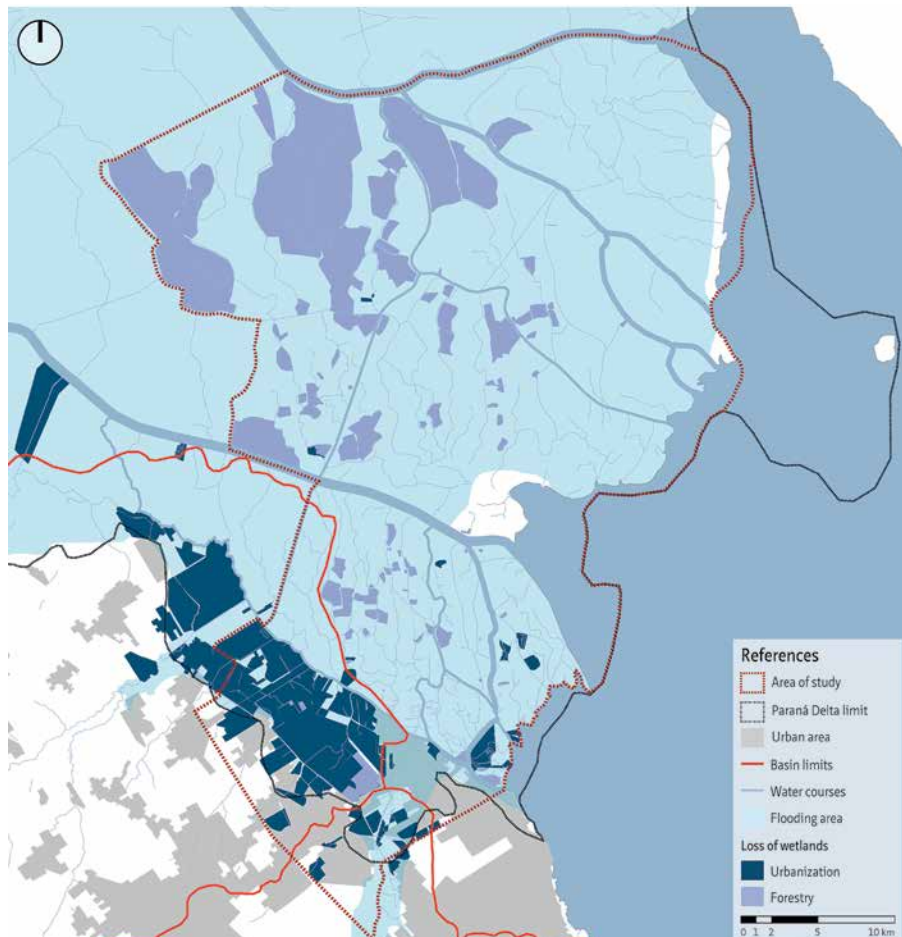 References
Area of study
Paraná Delta limit
Urban area
Basin limits
Water courses
Flooding area
Loss of wetlands
Urbanization
Forestry
0 1 2 5 10 km